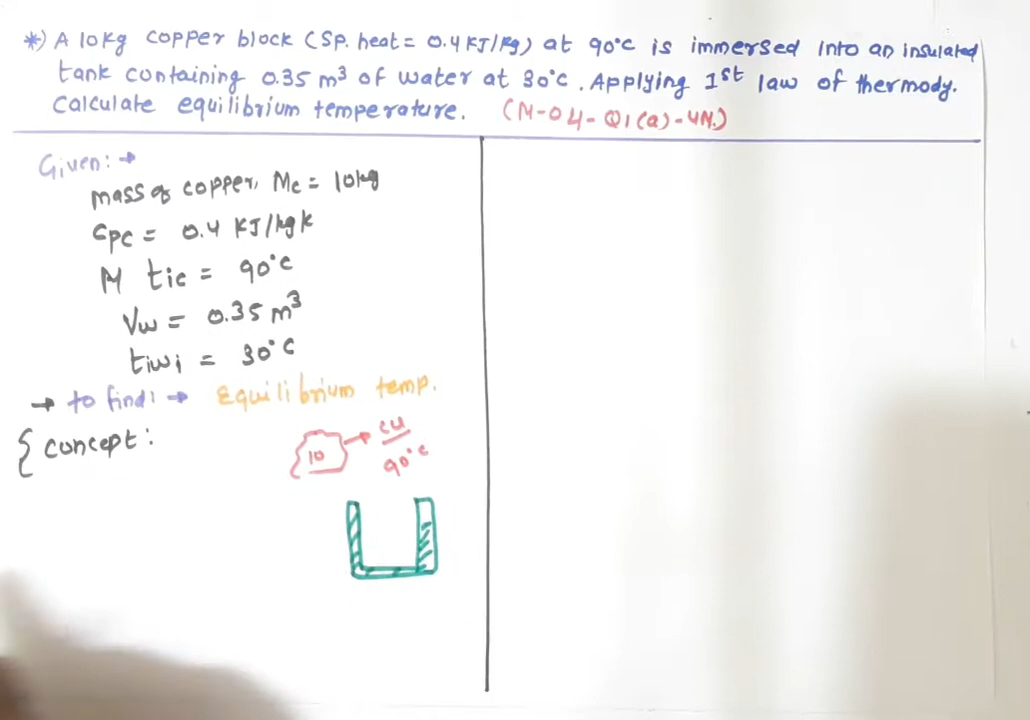 *) A 10kg copper block (SP. heat = 0.4 KJ/kg) at 90°c is immersed into an insulated
tank containing 0.35 m³ of water at 30°c. Applying 1st law of thermody.
Calculate equilibrium temperature. (M-04-Q1(a)-4M.)
Given: →
mass of copper, Mc = 10kg
CPC = 0.4 KJ/kgk
M tic = 90°c
Vw = 0.35 m³
tiwi = 30°c
→ to find: → Equilibrium temp.
{ concept:
10 → cu
90°c